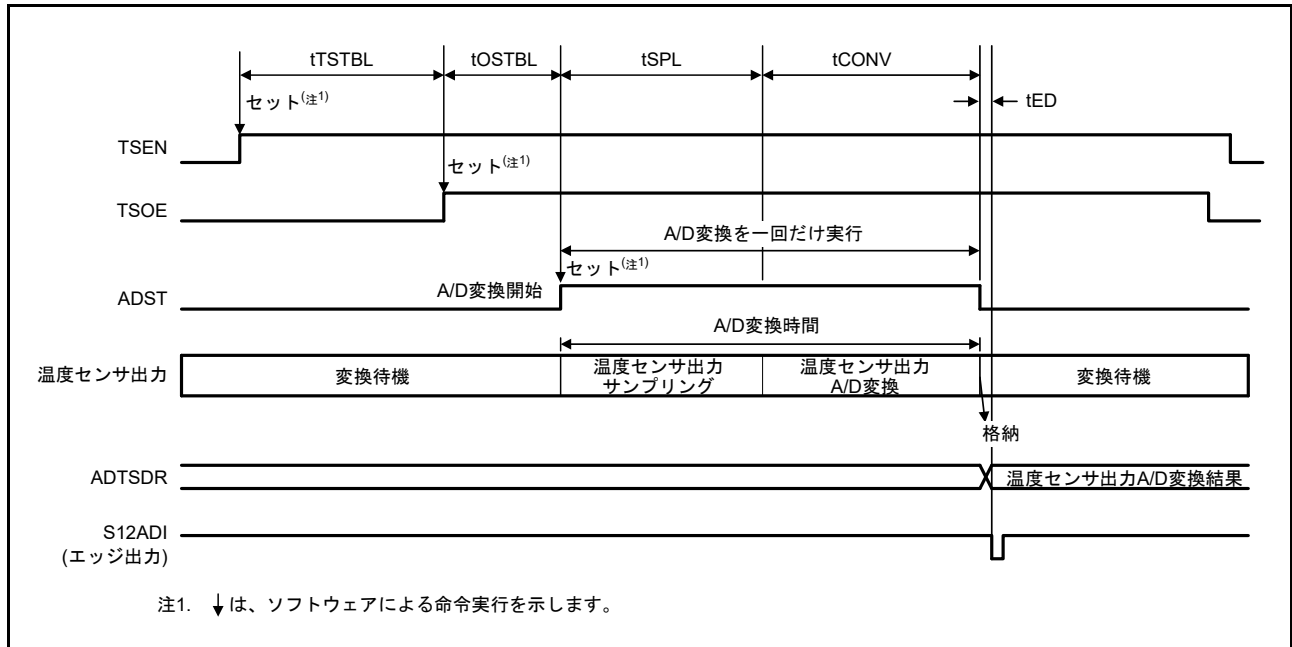 tTSTBL tOSTBL tSPL tCONV
tED
セット(注1)
TSEN
セット(注1)
TSOE
A/D変換を一回だけ実行
セット(注1)
ADST A/D変換開始
A/D変換時間
温度センサ出力 変換待機 温度センサ出力サンプリング 温度センサ出力A/D変換 変換待機
格納
ADTSDR 温度センサ出力A/D変換結果
S12ADI
(エッジ出力)
注1. ↓は、ソフトウェアによる命令実行を示します。